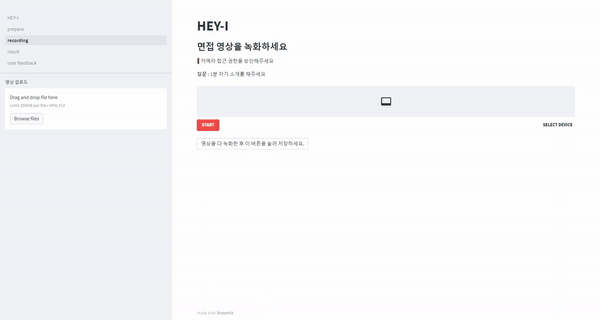 HEY-I
prepare
recording
result
user feedback
영상 업로드
Drag and drop file here
Limit 200MB per file • MP4, AVI
Browse files
HEY-I
면접 영상을 녹화하세요
카메라 접근 권한을 승인해주세요
질문 : 1분 자기 소개를 해주세요
START
SELECT DEVICE
영상을 다 녹화한 후 이 버튼을 눌러 저장하세요.
Made with Streamlit